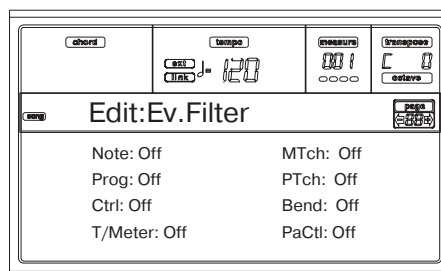 chord tempo measure transpose
ext
link ♩= 120 001 C 0
octave
song Edit:Ev.Filter page
88
Note: Off MTch: Off
Prog: Off PTch: Off
Ctrl: Off Bend: Off
T/Meter: Off PaCtl: Off